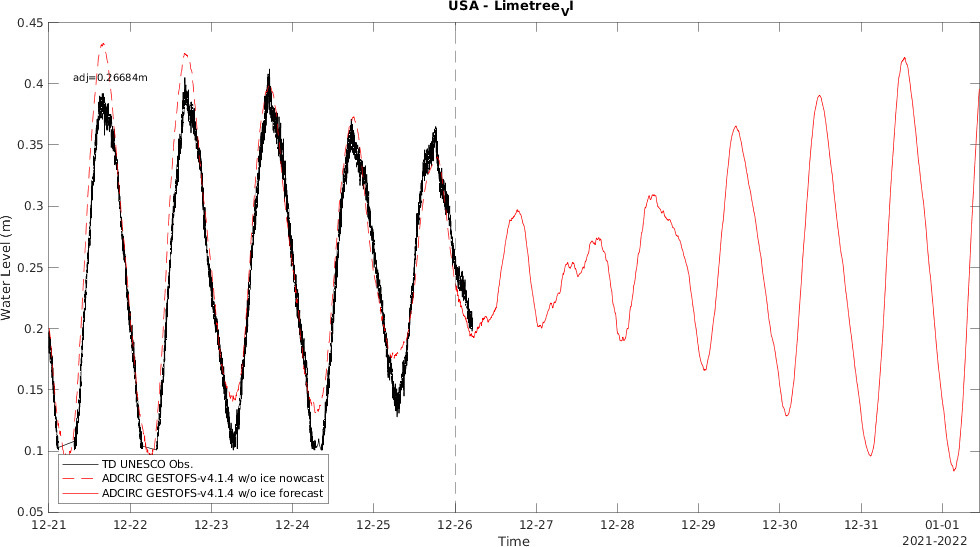 USA - Limetree_VI
adj=0.26684m
0.45
0.4
0.35
0.3
0.25
0.2
0.15
0.1
0.05
Water Level (m)
TD UNESCO Obs.
ADCIRC GESTOFS-v4.1.4 w/o ice nowcast
ADCIRC GESTOFS-v4.1.4 w/o ice forecast
12-21 12-22 12-23 12-24 12-25 12-26 12-27 12-28 12-29 12-30 12-31 01-01
Time
2021-2022